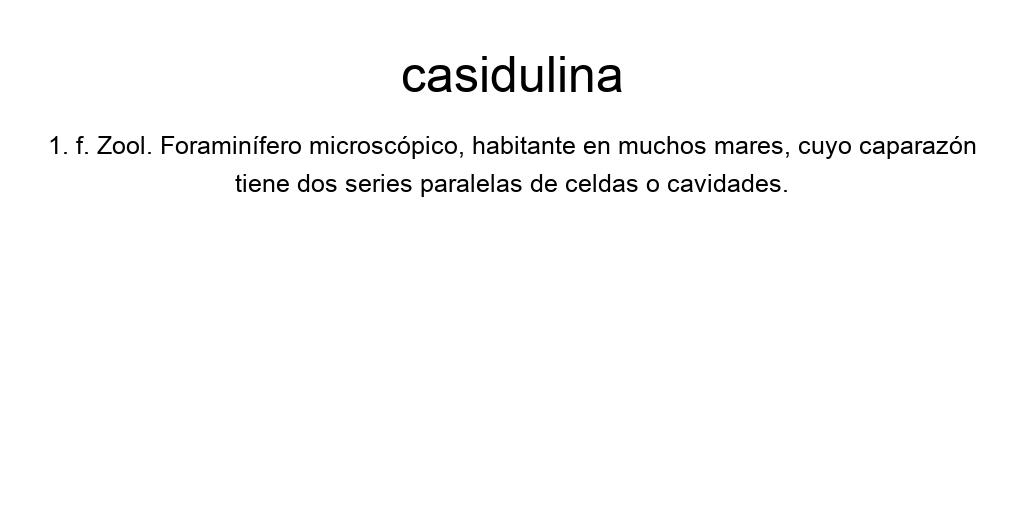 casidulina
1. f. Zool. Foraminífero microscópico, habitante en muchos mares, cuyo caparazón
tiene dos series paralelas de celdas o cavidades.